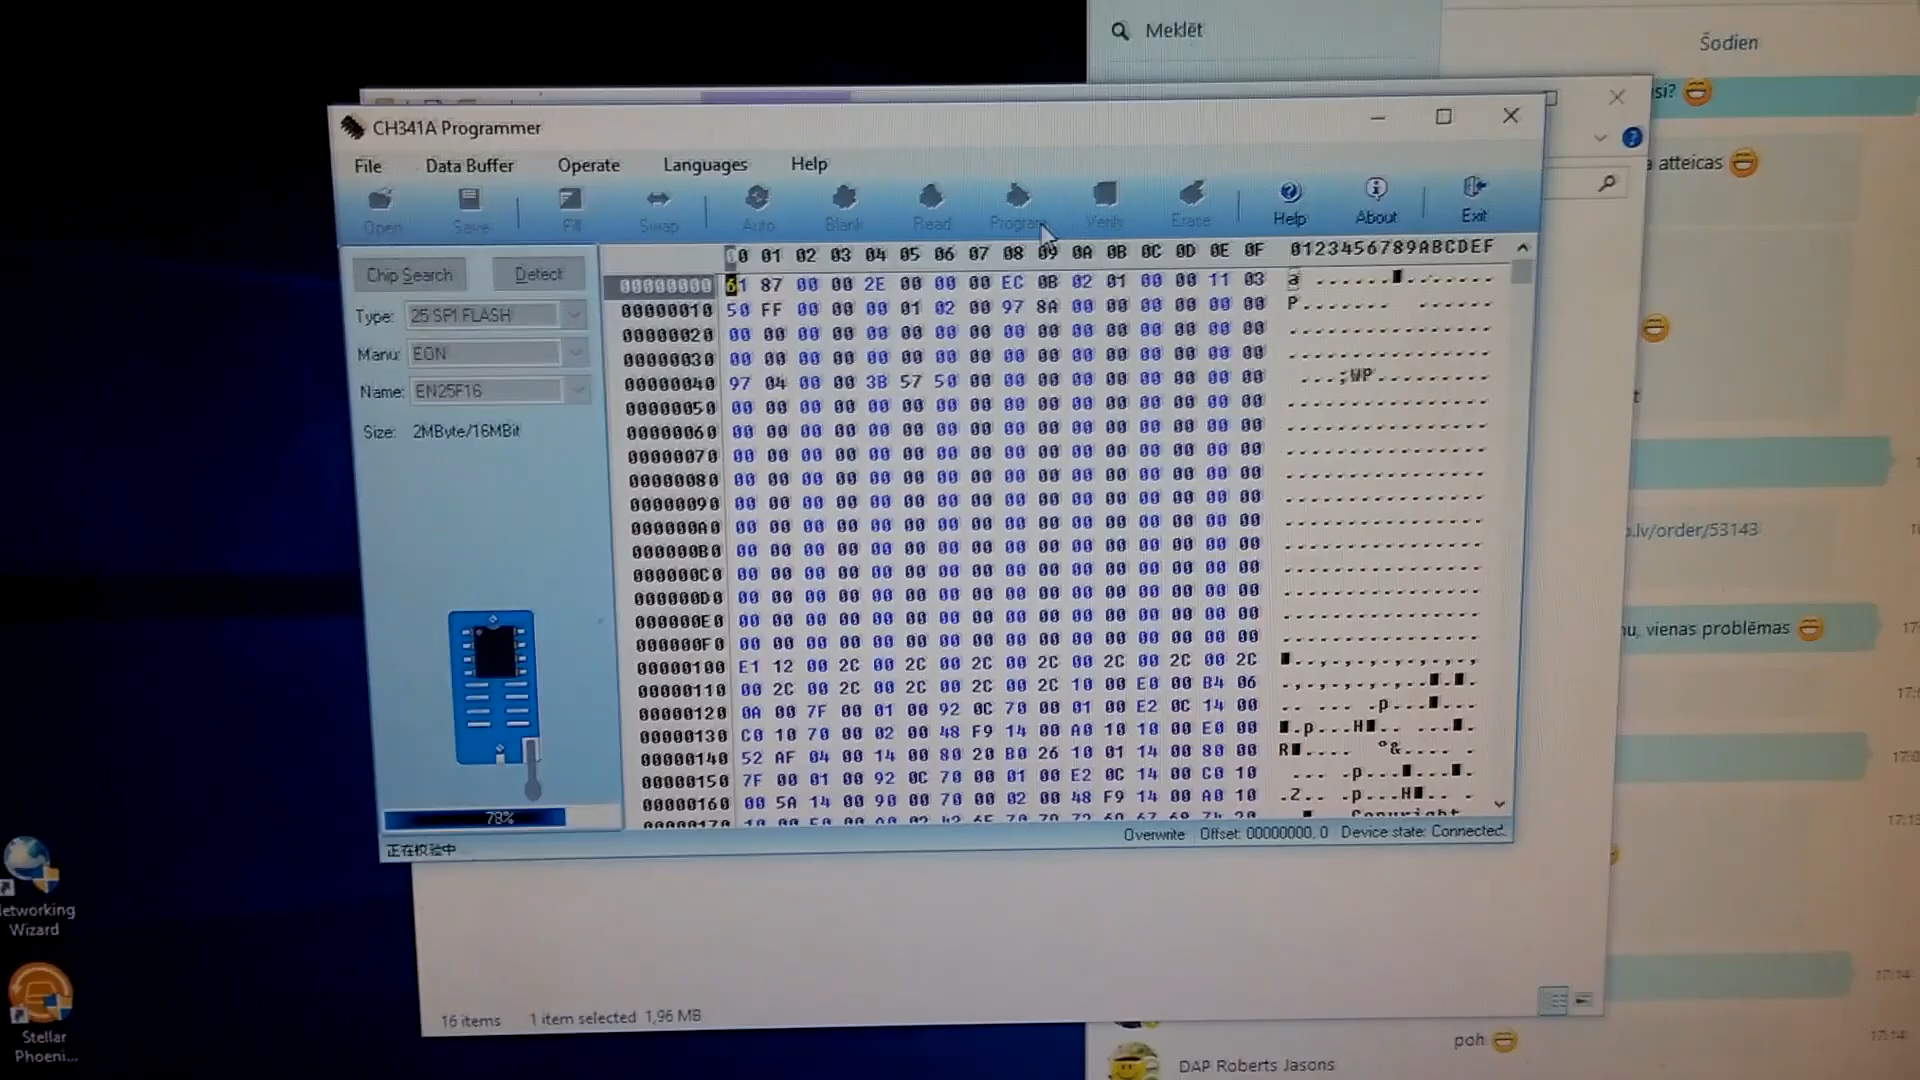 Meklēt
Šodien
si?
a atteicas
CH341A Programmer
File Data Buffer Operate Languages Help
Open Save Fill Swap Auto Blank Read Program Verify Erase Help About Exit
Chip Search Detect
Type: 25 SPI FLASH
Manu: EON
Name: EN25F16
Size: 2MByte/16MBit
00 01 02 03 04 05 06 07 08 09 0A 0B 0C 0D 0E 0F 0123456789ABCDEF
00000000 61 87 00 00 2E 00 00 00 EC 0B 02 01 00 00 11 03
00000010 50 FF 00 00 00 01 02 00 97 8A 00 00 00 00 00 00
00000020 00 00 00 00 00 00 00 00 00 00 00 00 00 00 00 00
00000030 00 00 00 00 00 00 00 00 00 00 00 00 00 00 00 00
00000040 97 04 00 00 3B 57 50 00 00 00 00 00 00 00 00 00 ...;WP.........
00000050 00 00 00 00 00 00 00 00 00 00 00 00 00 00 00 00
00000060 00 00 00 00 00 00 00 00 00 00 00 00 00 00 00 00
00000070 00 00 00 00 00 00 00 00 00 00 00 00 00 00 00 00
00000080 00 00 00 00 00 00 00 00 00 00 00 00 00 00 00 00
00000090 00 00 00 00 00 00 00 00 00 00 00 00 00 00 00 00
000000A0 00 00 00 00 00 00 00 00 00 00 00 00 00 00 00 00
000000B0 00 00 00 00 00 00 00 00 00 00 00 00 00 00 00 00
000000C0 00 00 00 00 00 00 00 00 00 00 00 00 00 00 00 00
000000D0 00 00 00 00 00 00 00 00 00 00 00 00 00 00 00 00
000000E0 00 00 00 00 00 00 00 00 00 00 00 00 00 00 00 00
000000F0 00 00 00 00 00 00 00 00 00 00 00 00 00 00 00 00
00000100 E1 12 00 2C 00 2C 00 2C 00 2C 00 2C 00 2C 00 2C
00000110 00 2C 00 2C 00 2C 00 2C 00 2C 10 00 E0 00 B4 06
00000120 0A 00 7F 00 01 00 92 0C 70 00 01 00 E2 0C 14 00
00000130 C0 10 70 00 02 00 48 F9 14 00 A0 10 10 00 E0 00
00000140 52 AF 04 00 14 00 80 20 B0 26 10 01 14 00 80 00
00000150 7F 00 01 00 92 0C 70 00 01 00 E2 0C 14 00 C0 10
00000160 00 5A 14 00 90 00 70 00 02 00 48 F9 14 00 A0 10
Copyright
78%
正在校验中
Overwrite Offset: 00000000, 0 Device state: Connected.
.lv/order/53143
u, vienas problēmas
16 items 1 item selected 1,96 MB
poh
17:14
DAP Roberts Jasons
etworking
Wizard
Stellar
Phoeni...